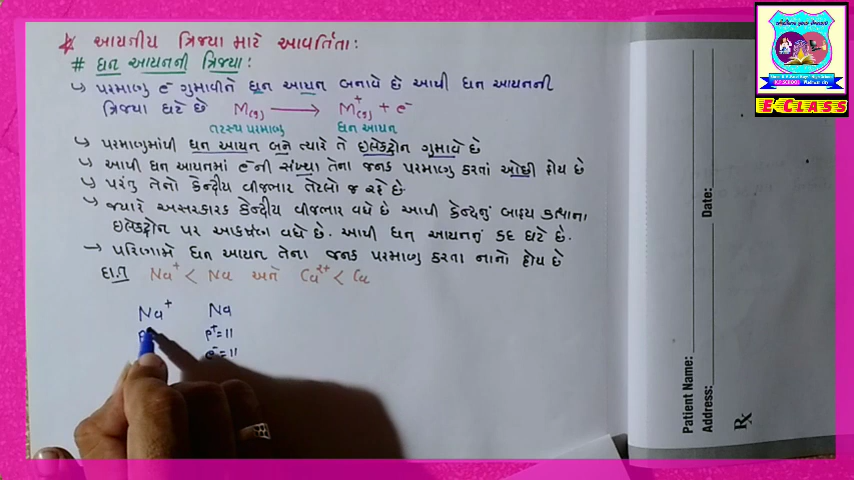 * આયનીય ત્રિજ્યા માટે આવર્તિતા:
# ધન આયનની ત્રિજ્યા:
↳ પરમાણુ e⁻ ગુમાવીને ધન આયન બનાવે છે આથી ધન આયનની
ત્રિજ્યા ઘટે છે M(g) ⟶ M⁺(g) + e⁻
તટસ્થ પરમાણુ ધન આયન
↳ પરમાણુમાંથી ધન આયન બને ત્યારે તે ઇલેક્ટ્રોન ગુમાવે છે
↳ આથી ધન આયનમાં e⁻ની સંખ્યા તેના જનક પરમાણુ કરતાં ઓછી હોય છે
↳ પરંતુ તેનો કેન્દ્રીય વીજભાર તેટલો જ રહે છે
↳ જ્યારે અસરકારક કેન્દ્રીય વીજભાર વધે છે આથી કેન્દ્રનું બાહ્ય કક્ષાના
ઇલેક્ટ્રોન પર આકર્ષણ વધે છે. આથી ધન આયનનું કદ ઘટે છે.
→ પરિણામે ધન આયન તેના જનક પરમાણુ કરતા નાનો હોય છે
દા.ત Na⁺ < Na અને Ca²⁺ < Ca
Na⁺ Na
p p⁺ = 11
e⁻ = 11
Patient Name:
Address: Date:
Rx
E CLASS